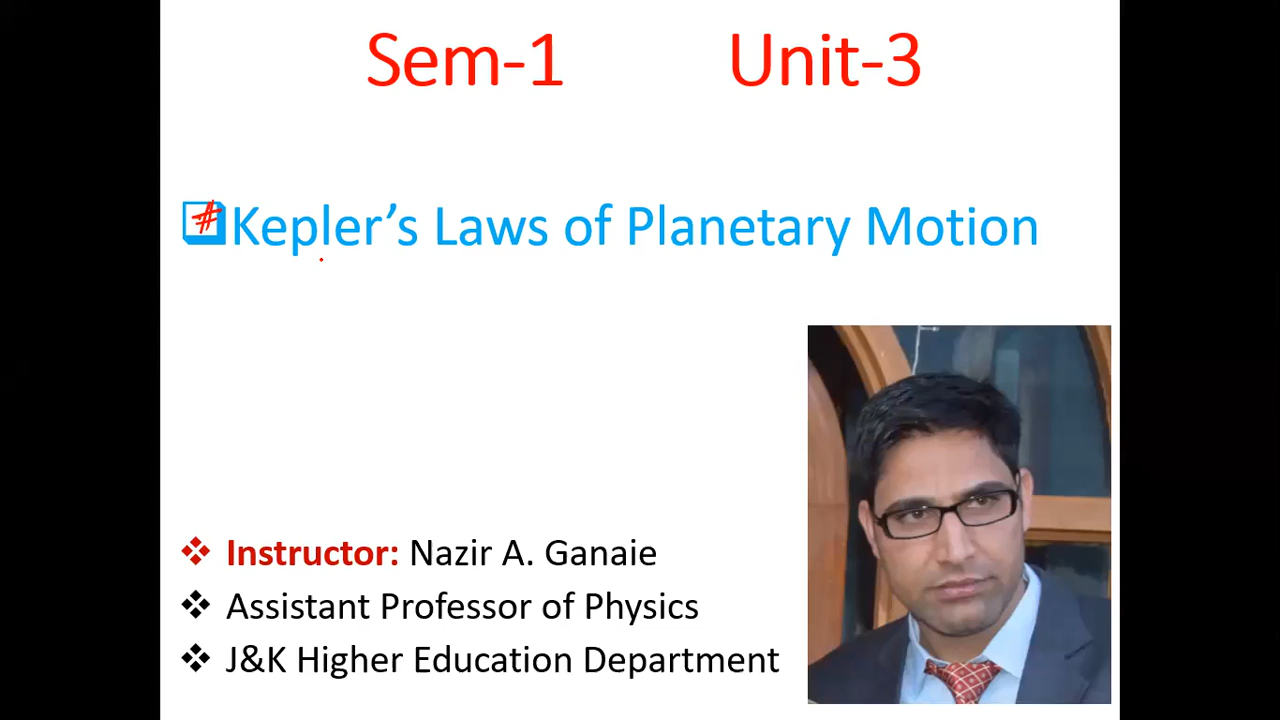 Sem-1 Unit-3
#Kepler’s Laws of Planetary Motion
Instructor: Nazir A. Ganaie
Assistant Professor of Physics
J&K Higher Education Department